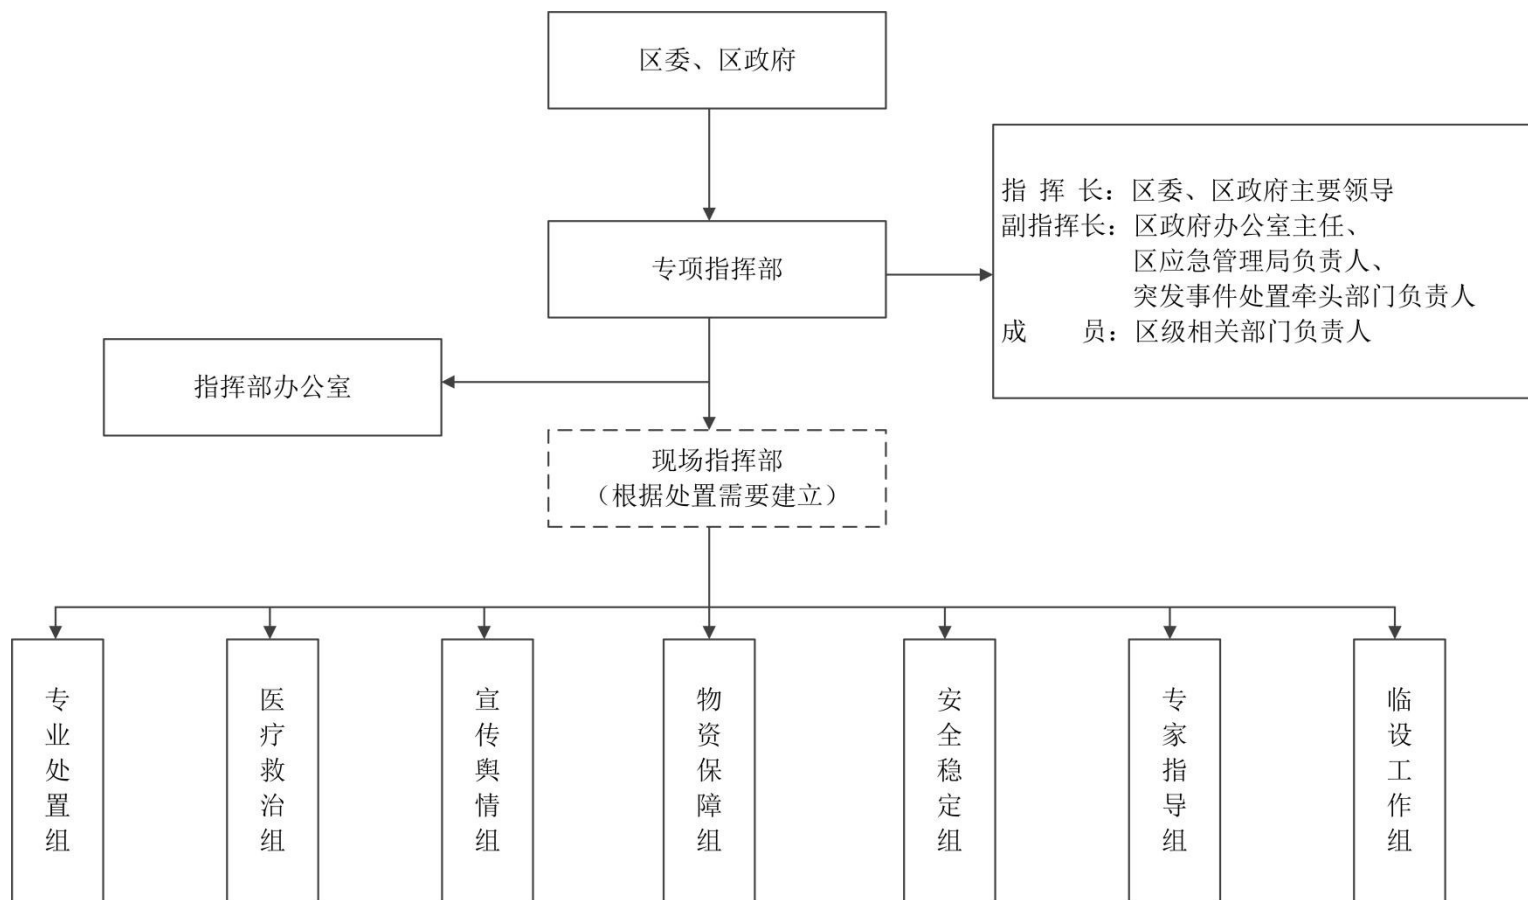 区委、区政府
专项指挥部
指 挥 长：区委、区政府主要领导
副指挥长：区政府办公室主任、
区应急管理局负责人、
突发事件处置牵头部门负责人
成 员：区级相关部门负责人
指挥部办公室
现场指挥部
（根据处置需要建立）
专业处置组
医疗救治组
宣传舆情组
物资保障组
安全稳定组
专家指导组
临设工作组